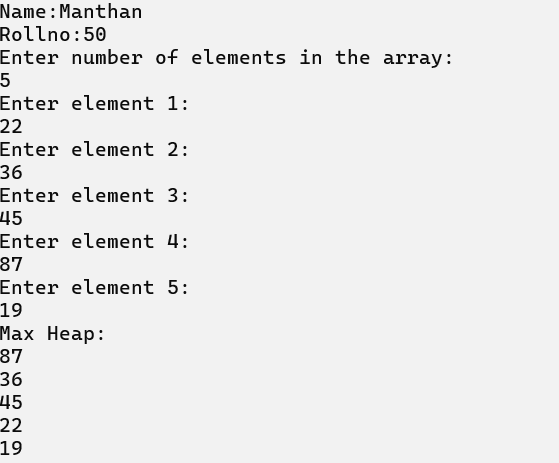 Name:Manthan
Rollno:50
Enter number of elements in the array:
5
Enter element 1:
22
Enter element 2:
36
Enter element 3:
45
Enter element 4:
87
Enter element 5:
19
Max Heap:
87
36
45
22
19